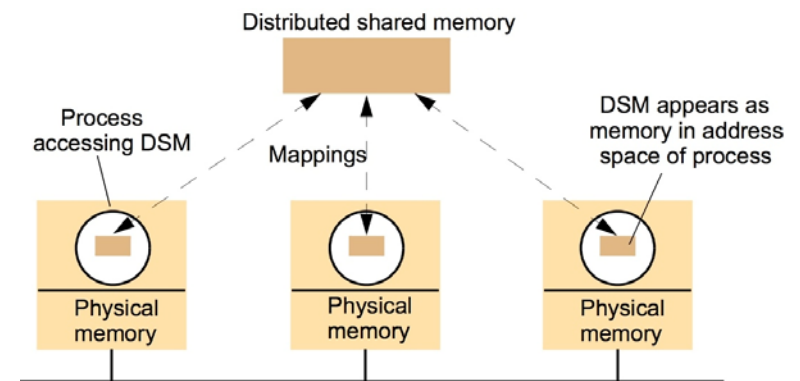 Distributed shared memory
Process
accessing DSM
Mappings
DSM appears as
memory in address
space of process
Physical
memory
Physical
memory
Physical
memory